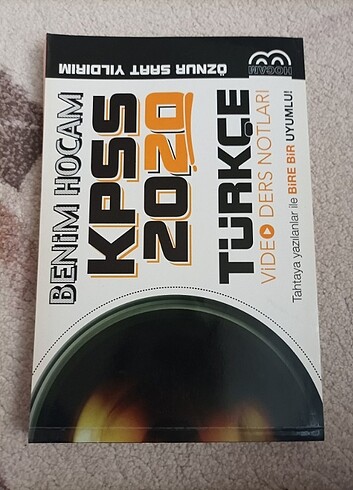 ÖZNUR SAAT YILDIRIM
HOCAM
BENİM HOCAM
KPSS
2020
TÜRKÇE
VİDEO DERS NOTLARI
Tahtaya yazılanlar ile BİRE BİR UYUMLU!